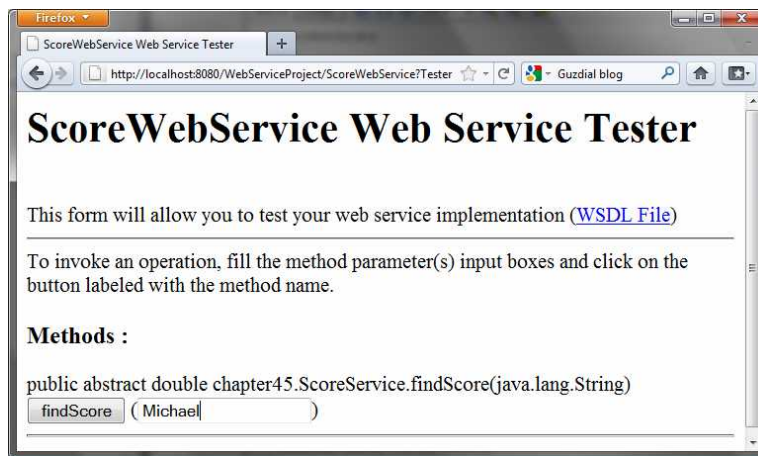 Firefox
ScoreWebService Web Service Tester
http://localhost:8080/WebServiceProject/ScoreWebService?Tester
Guzdial blog
ScoreWebService Web Service Tester
This form will allow you to test your web service implementation (WSDL File)
To invoke an operation, fill the method parameter(s) input boxes and click on the
button labeled with the method name.
Methods :
public abstract double chapter45.ScoreService.findScore(java.lang.String)
findScore (Michael)